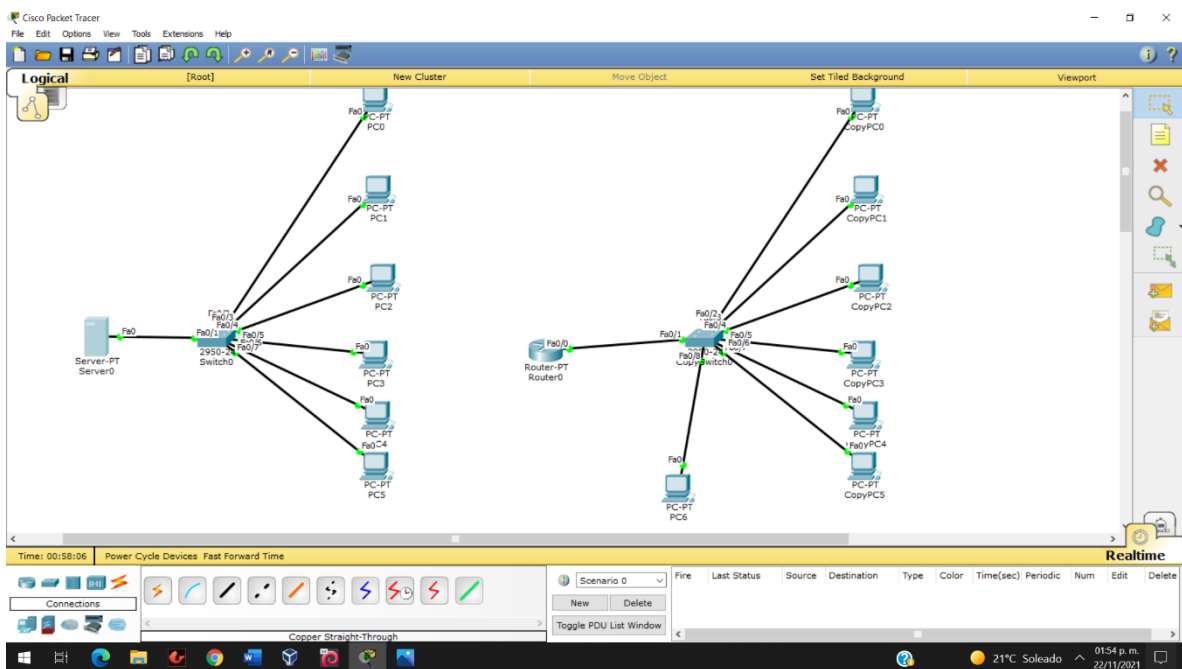 Cisco Packet Tracer
File Edit Options View Tools Extensions Help
Logical [Root] New Cluster Move Object Set Tiled Background Viewport
Fa0
PC-PT
PC0
Fa0
PC-PT
PC1
Fa0
PC-PT
PC2
Fa0
Server-PT
Server0
Fa0/1
Fa0/3
Fa0/4
Fa0/5
Fa0/7
Switch0
Fa0
PC-PT
PC3
Fa0
PC-PT
Fa0
PC-PT
PC5
Fa0
PC-PT
CopyPC0
Fa0
PC-PT
CopyPC1
Fa0
PC-PT
CopyPC2
Fa0/0
Router-PT
Router0
Fa0/1
Fa0/2
Fa0/4
Fa0/5
Fa0/6
Fa0/8
Fa0
PC-PT
CopyPC3
Fa0
PC-PT
Fa0
PC-PT
CopyPC5
Fa0
PC-PT
PC6
Time: 00:58:06 Power Cycle Devices Fast Forward Time Realtime
Connections
Copper Straight-Through
Scenario 0
New Delete
Toggle PDU List Window
Fire Last Status Source Destination Type Color Time(sec) Periodic Num Edit Delete
21°C Soleado
01:54 p. m.
22/11/2021